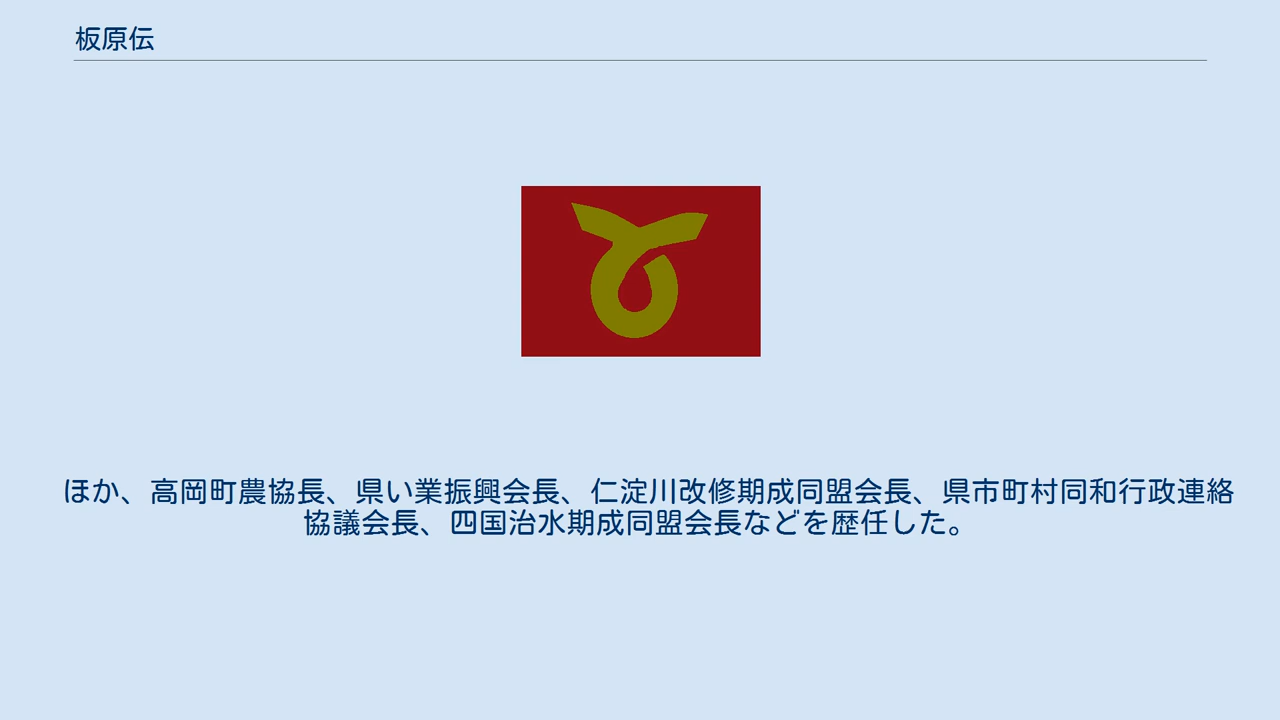 板原伝
ほか、高岡町農協長、県い業振興会長、仁淀川改修期成同盟会長、県市町村同和行政連絡
協議会長、四国治水期成同盟会長などを歴任した。